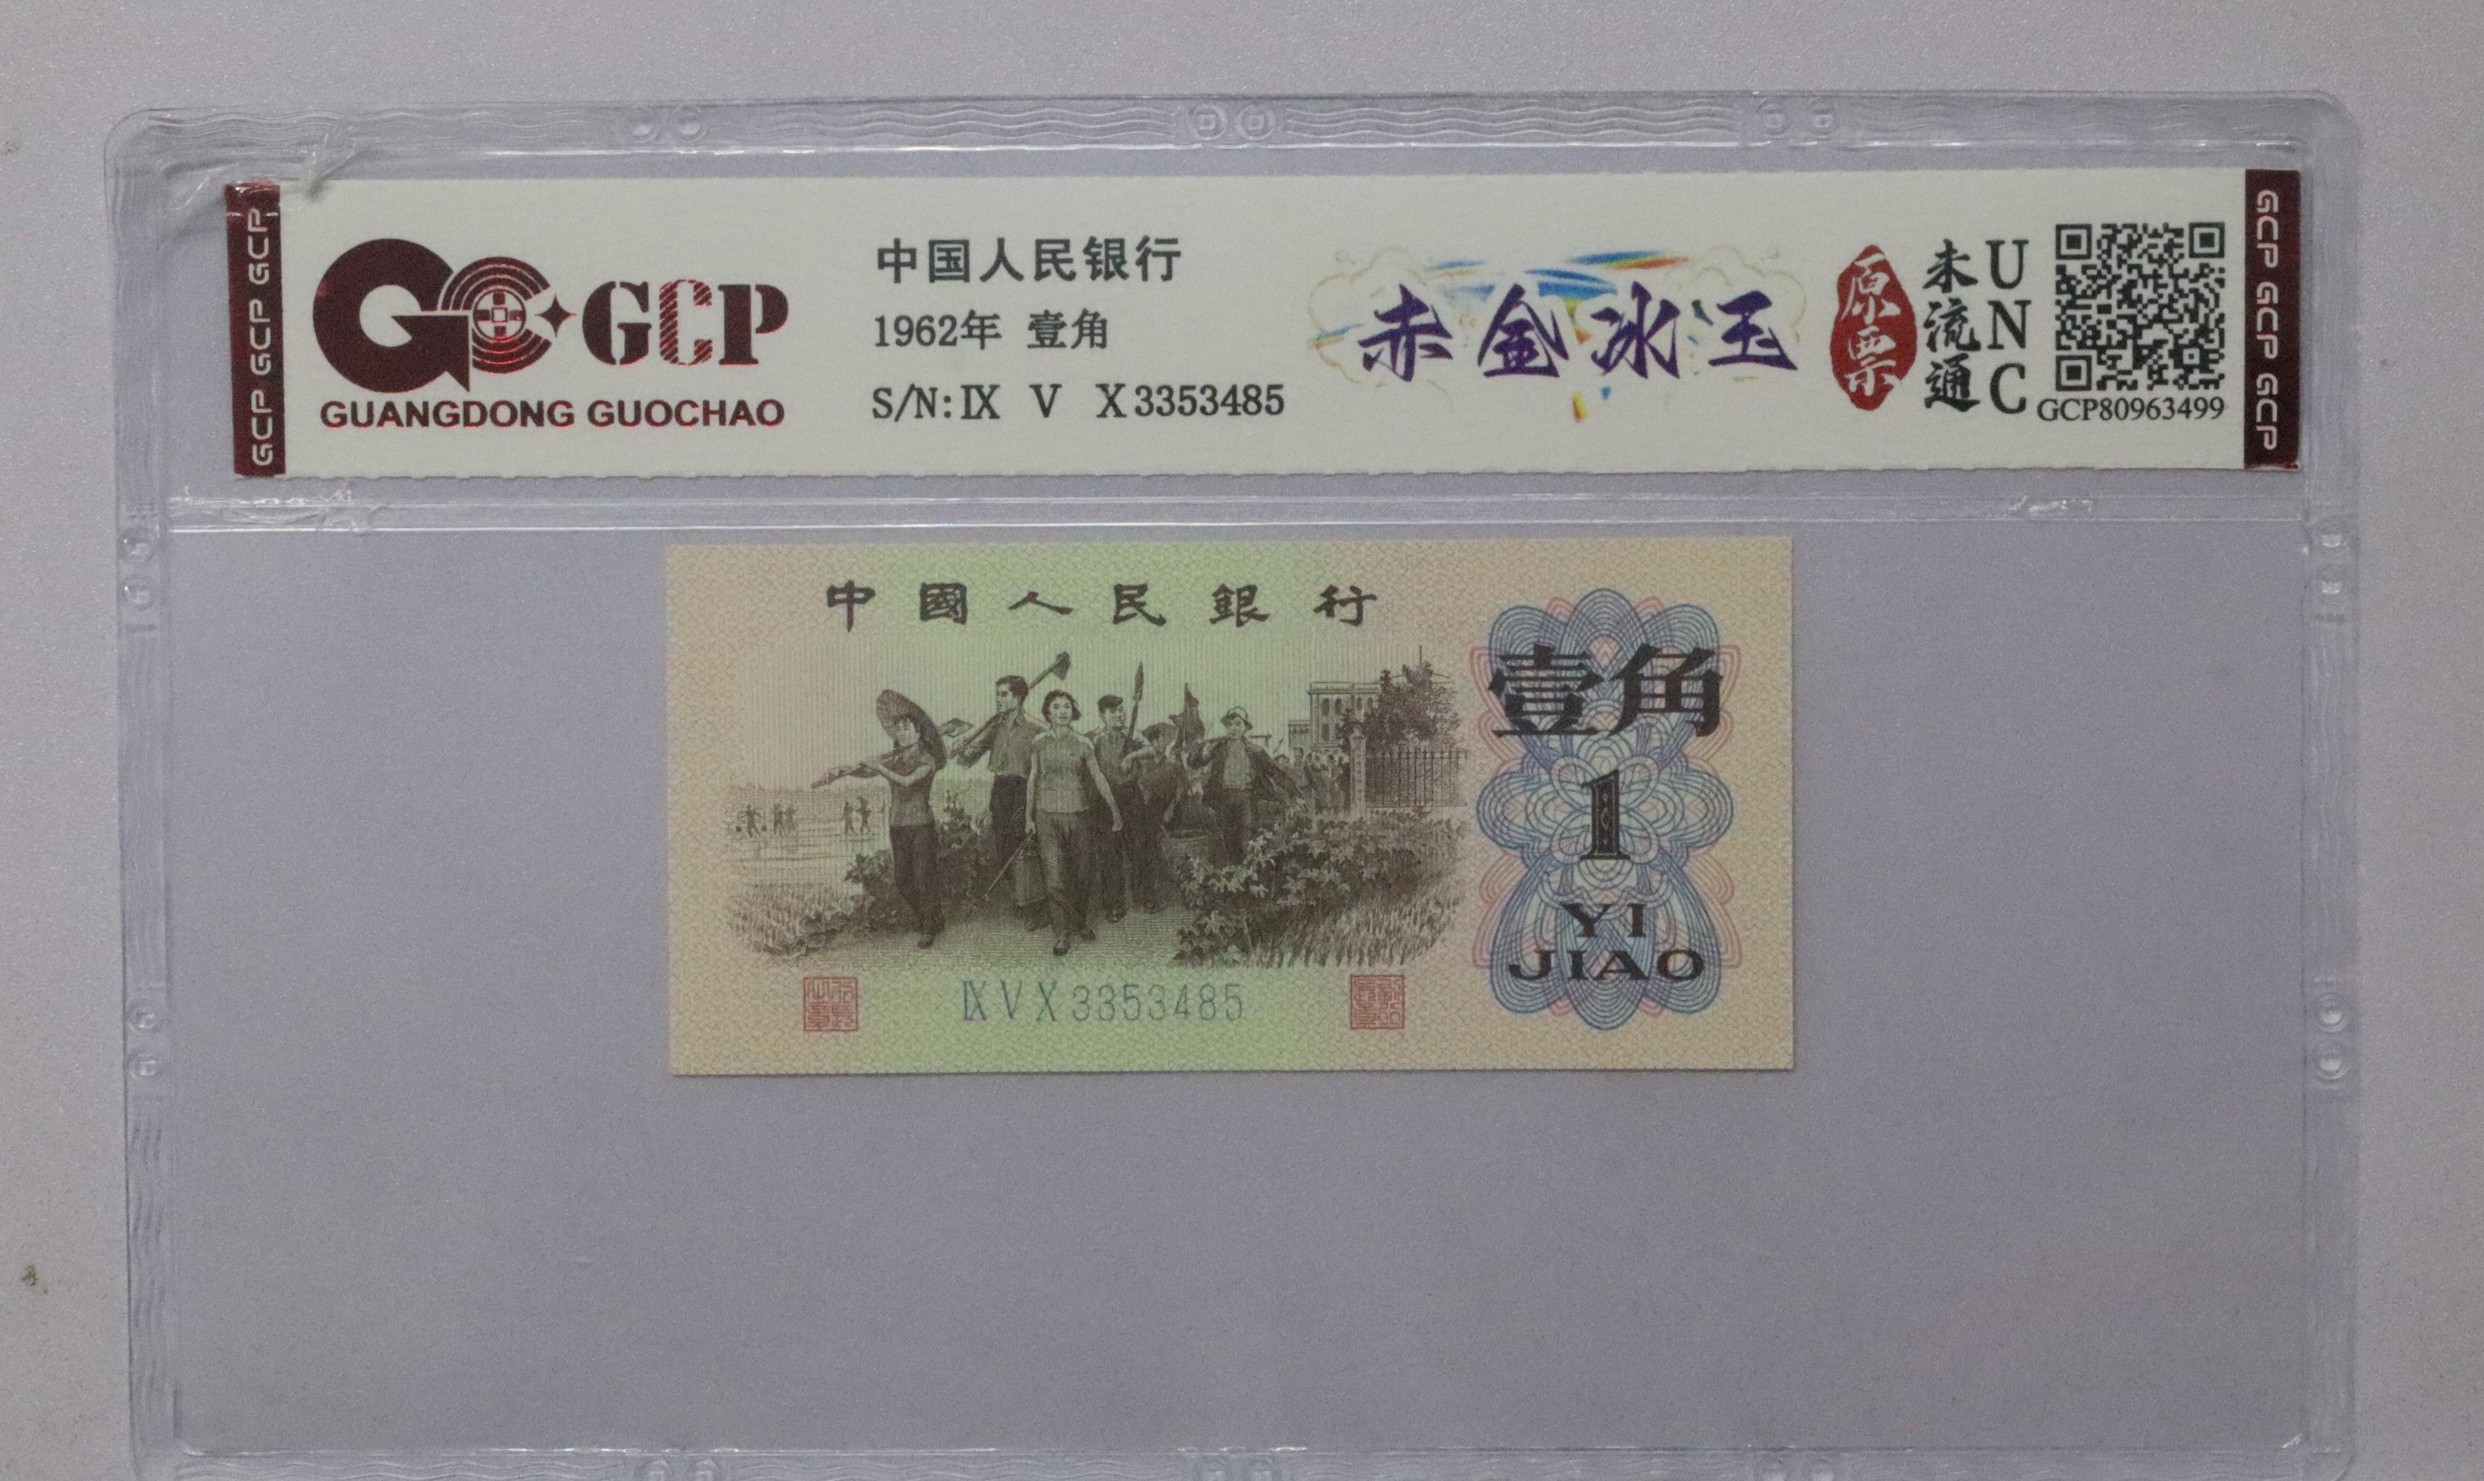 GCP GCP GCP
GCP
GUANGDONG GUOCHAO
中国人民银行
1962年 壹角
S/N: Ⅸ Ⅴ Ⅹ 3353485
赤金冰玉
原票
未流通
UNC
GCP80963499
GCP GCP GCP
中國人民銀行
壹角
1
YI
JIAO
ⅨⅤⅩ3353485